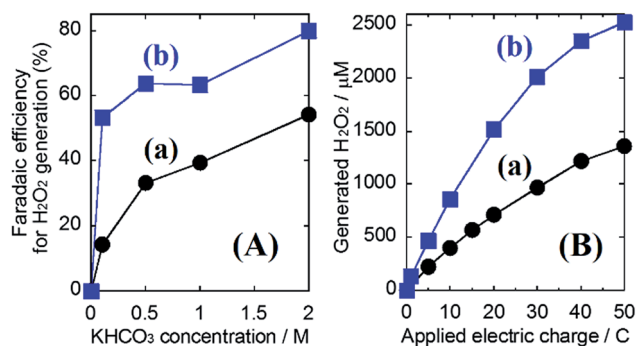 Faradaic efficiency
for H₂O₂ generation (%)
80
60
40
20
0
(b)
(a)
(A)
0 0.5 1 1.5 2
KHCO₃ concentration / M
Generated H₂O₂ / μM
2500
2000
1500
1000
500
0
(b)
(a)
(B)
0 10 20 30 40 50
Applied electric charge / C